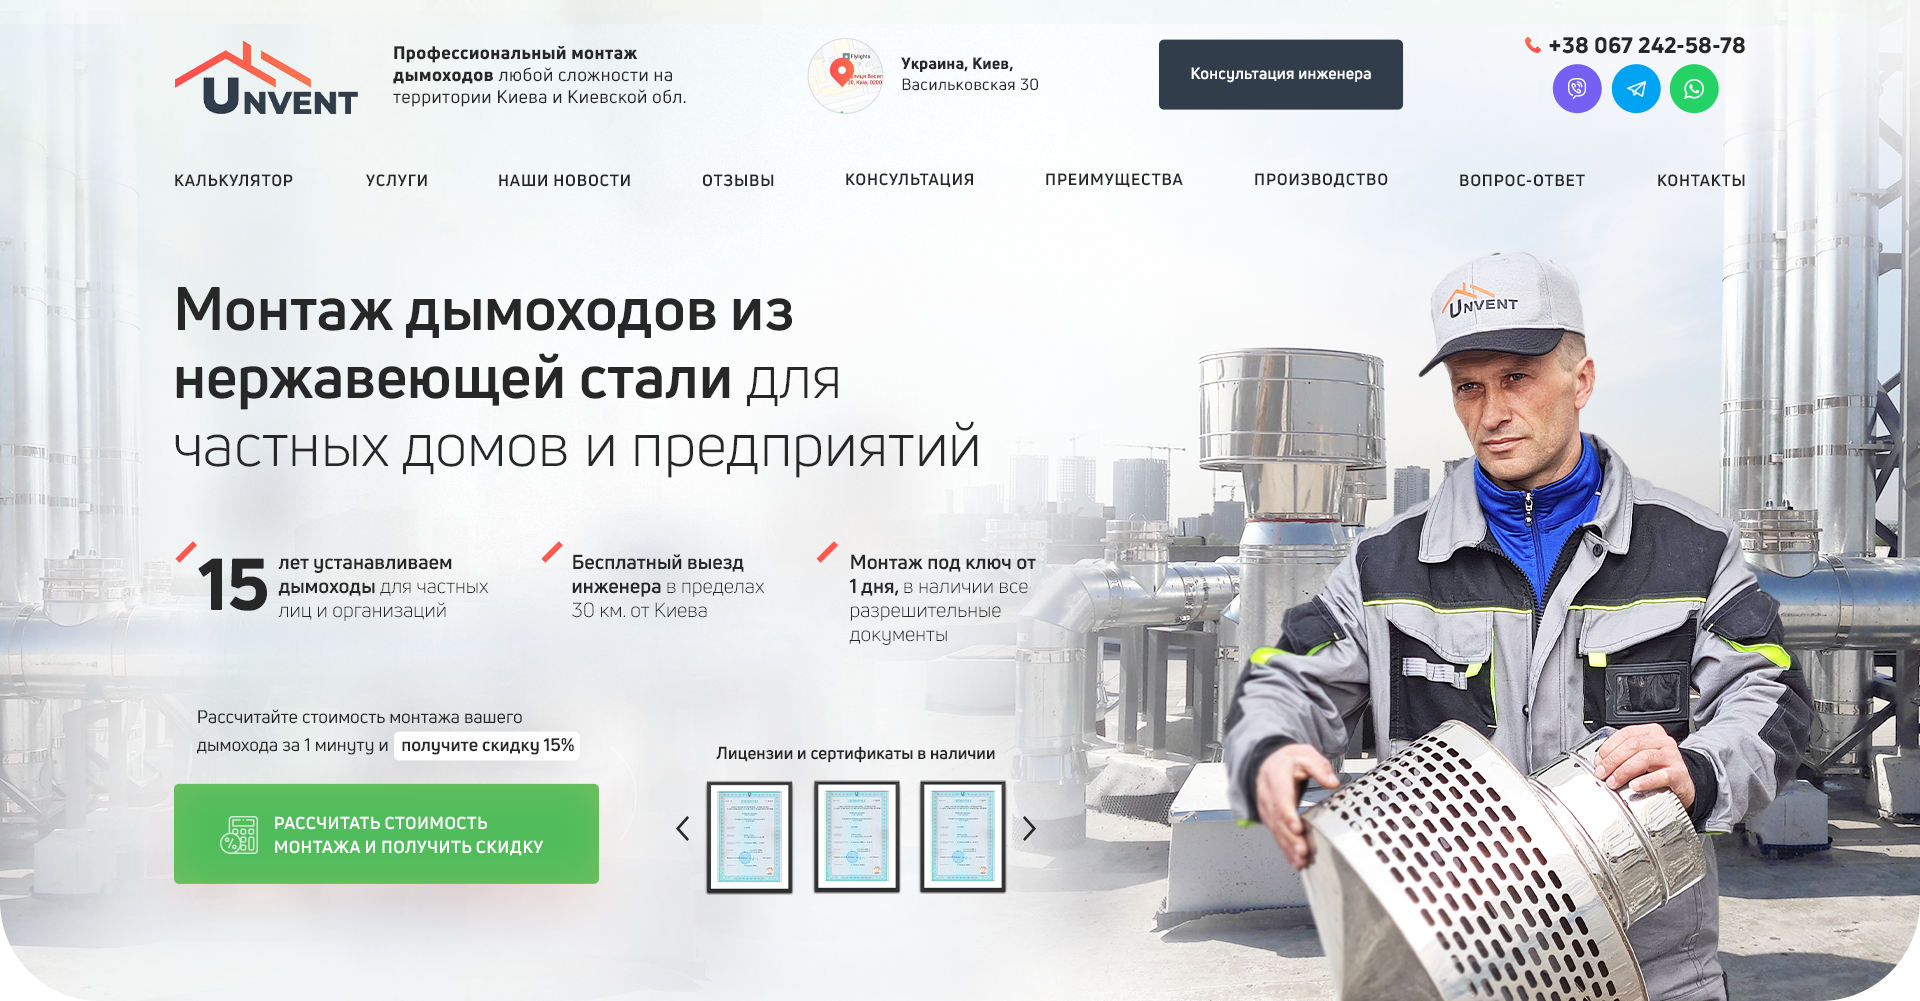 UNVENT
Профессиональный монтаж
дымоходов любой сложности на
территории Киева и Киевской обл.
Flylights
Украина, Киев,
Васильковская 30
Консультация инженера
+38 067 242-58-78
КАЛЬКУЛЯТОР
УСЛУГИ
НАШИ НОВОСТИ
ОТЗЫВЫ
КОНСУЛЬТАЦИЯ
ПРЕИМУЩЕСТВА
ПРОИЗВОДСТВО
ВОПРОС-ОТВЕТ
КОНТАКТЫ
Монтаж дымоходов из
нержавеющей стали для
частных домов и предприятий
UNVENT
15
лет устанавливаем
дымоходы для частных
лиц и организаций
Бесплатный выезд
инженера в пределах
30 км. от Киева
Монтаж под ключ от
1 дня, в наличии все
разрешительные
документы
Рассчитайте стоимость монтажа вашего
дымохода за 1 минуту и получите скидку 15%
РАССЧИТАТЬ СТОИМОСТЬ
МОНТАЖА И ПОЛУЧИТЬ СКИДКУ
Лицензии и сертификаты в наличии